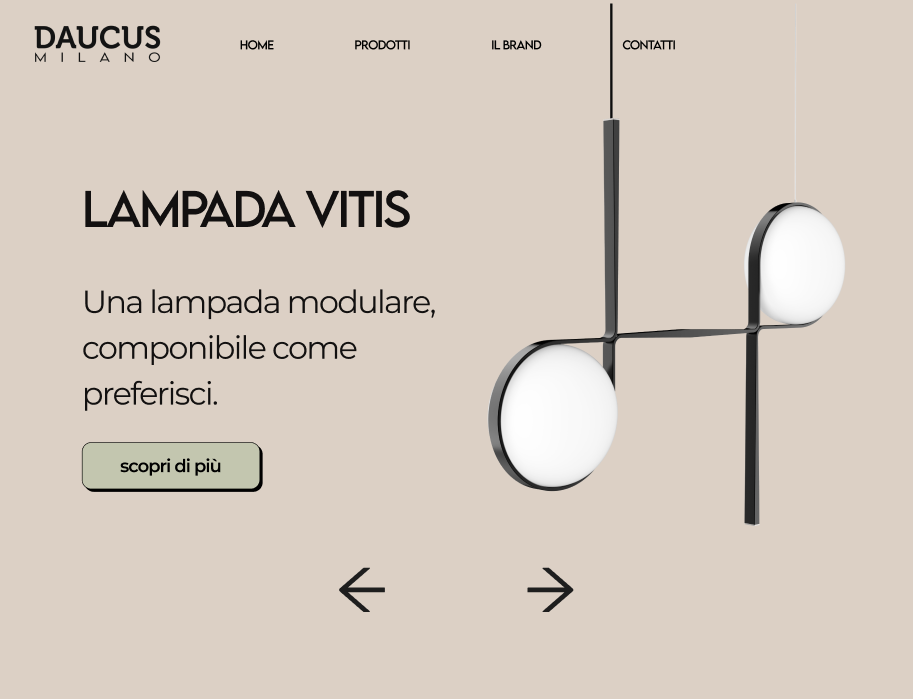 DAUCUS
MILANO
HOME
PRODOTTI
IL BRAND
CONTATTI
LAMPADA VITIS
Una lampada modulare,
componibile come
preferisci.
scopri di più